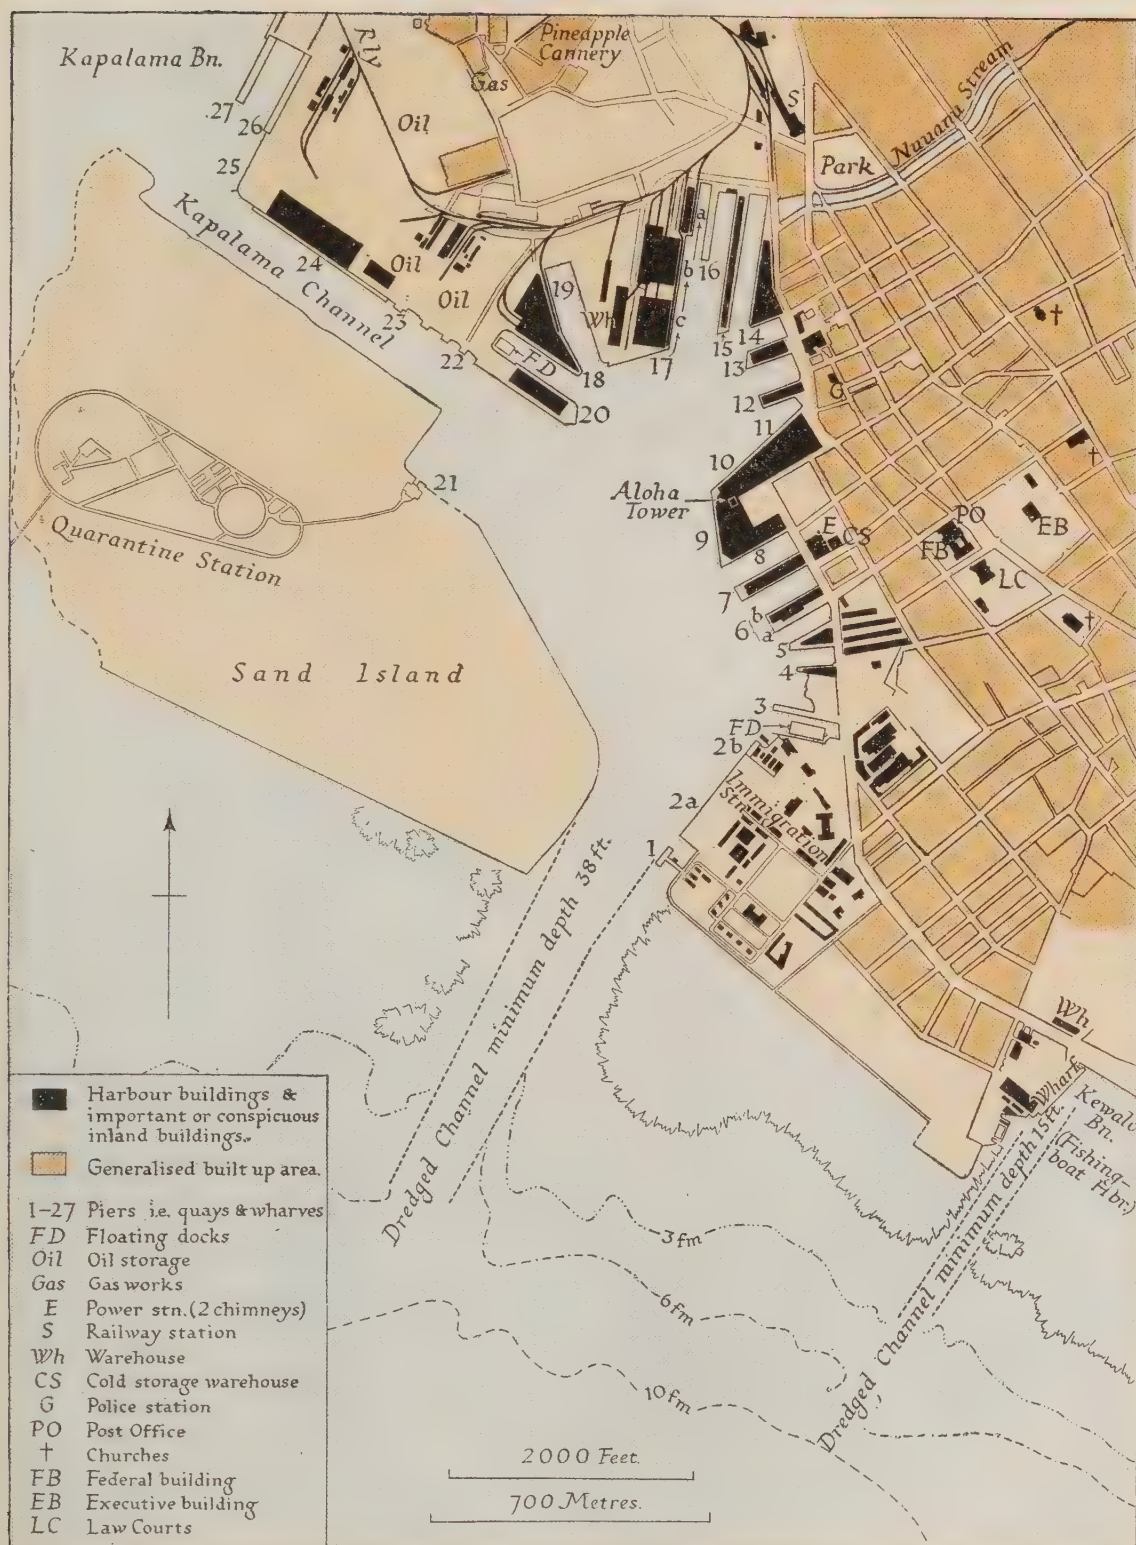 Kapalama Bn.
Rly
Pineapple
Cannery
Gas
Oil
S
Park
Nuuanu Stream
27
26
25
Kapalama Channel
24
Oil
Oil
23
22
FD
19
18
20
Wh
17
a
b
c
16
15
14
13
12
11
10
G
Aloha
Tower
9
8
E
CS
PO
FB
EB
LC
7
b
6
a
5
4
3
FD
2b
2a
1
Immigration
Stn.
21
Quarantine Station
Sand Island
Dredged Channel minimum depth 38 ft.
Wh
Wharf
Kewalo
Bn.
(Fishing-
boat Hbr.)
Dredged Channel minimum depth 15 ft.
3 fm
6 fm
10 fm
Harbour buildings &
important or conspicuous
inland buildings.
Generalised built up area.
1–27 Piers i.e. quays & wharves
FD Floating docks
Oil Oil storage
Gas Gas works
E Power stn. (2 chimneys)
S Railway station
Wh Warehouse
CS Cold storage warehouse
G Police station
PO Post Office
† Churches
FB Federal building
EB Executive building
LC Law Courts
2000 Feet.
700 Metres.